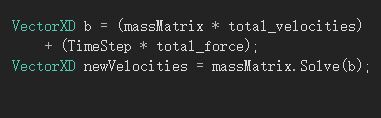 VectorXD b = (massMatrix * total_velocities)
+ (TimeStep * total_force);
VectorXD newVelocities = massMatrix.Solve(b);